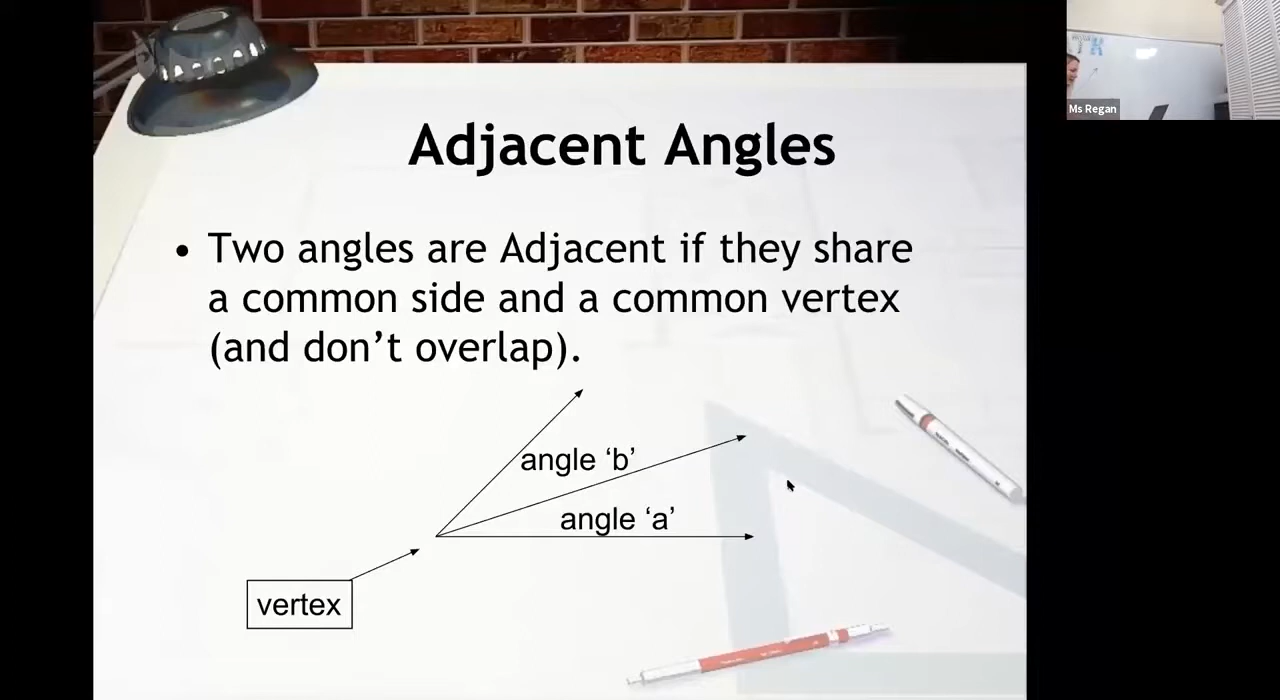 Adjacent Angles
• Two angles are Adjacent if they share
a common side and a common vertex
(and don’t overlap).
angle ‘b’
angle ‘a’
vertex
Ms Regan